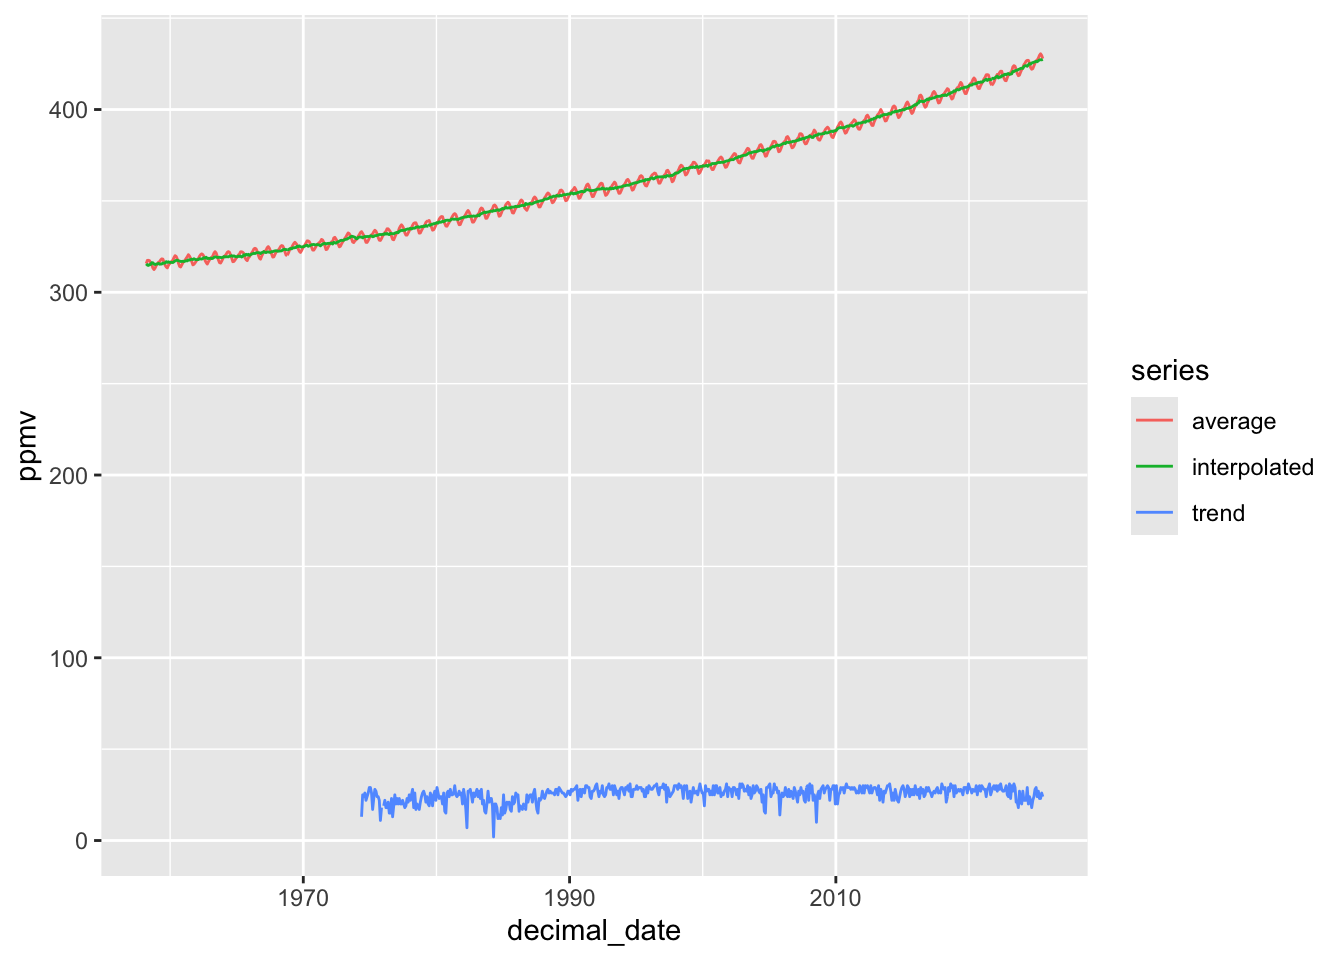 400
300
200
100
0
ppmv
1970
1990
2010
decimal_date
series
average
interpolated
trend